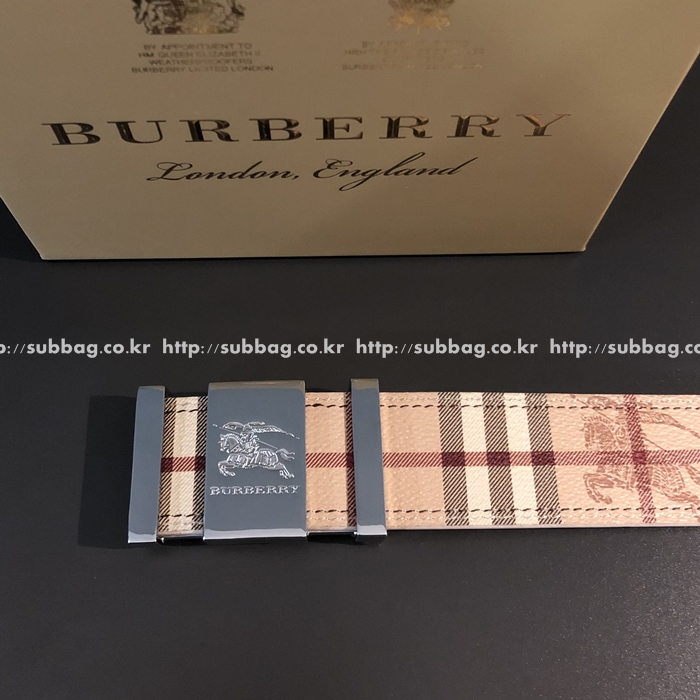 BY APPOINTMENT TO
HM QUEEN ELIZABETH II
WEATHERPROOFERS
BURBERRY LIMITED LONDON
BURBERRY
London, England
p://subbag.co.kr http://subbag.co.kr http://subbag.co.kr http://subbag.co.kr
BURBERRY